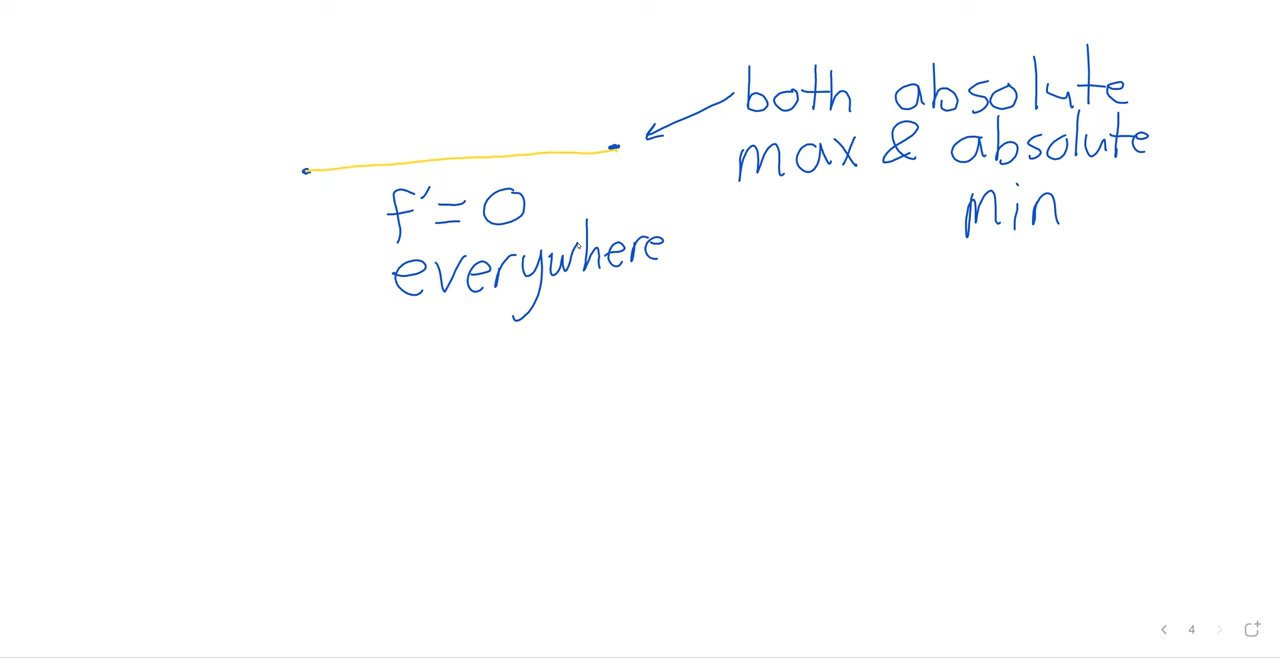 both absolute
max & absolute
min
f' = 0
everywhere
4